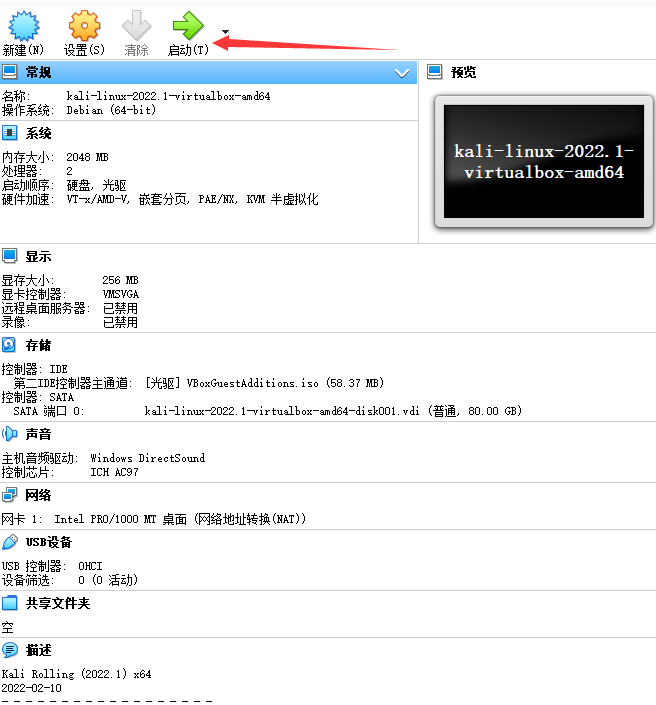 新建(N) 设置(S) 清除 启动(T)
常规
名称: kali-linux-2022.1-virtualbox-amd64
操作系统: Debian (64-bit)
预览
kali-linux-2022.1-
virtualbox-amd64
系统
内存大小: 2048 MB
处理器: 2
启动顺序: 硬盘, 光驱
硬件加速: VT-x/AMD-V, 嵌套分页, PAE/NX, KVM 半虚拟化
显示
显存大小: 256 MB
显卡控制器: VMSVGA
远程桌面服务器: 已禁用
录像: 已禁用
存储
控制器: IDE
第二IDE控制器主通道: [光驱] VBoxGuestAdditions.iso (58.37 MB)
控制器: SATA
SATA 端口 0: kali-linux-2022.1-virtualbox-amd64-disk001.vdi (普通, 80.00 GB)
声音
主机音频驱动: Windows DirectSound
控制芯片: ICH AC97
网络
网卡 1: Intel PRO/1000 MT 桌面 (网络地址转换(NAT))
USB设备
USB 控制器: OHCI
设备筛选: 0 (0 活动)
共享文件夹
空
描述
Kali Rolling (2022.1) x64
2022-02-10
- - - - - - - - - - - - - - - - - -